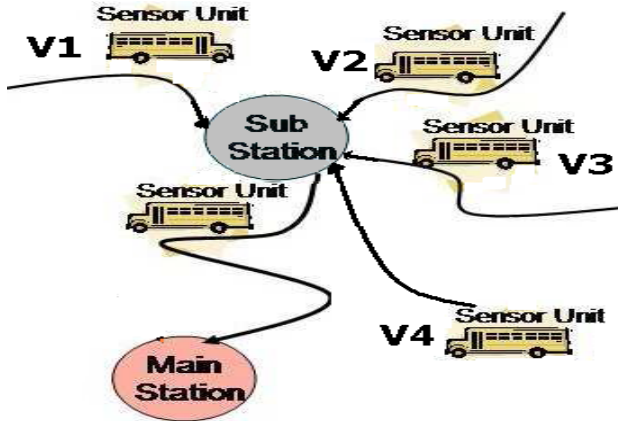 Sensor Unit
V1
Sensor Unit
V2
Sub
Station
Sensor Unit
V3
Sensor Unit
Sensor Unit
V4
Main
Station